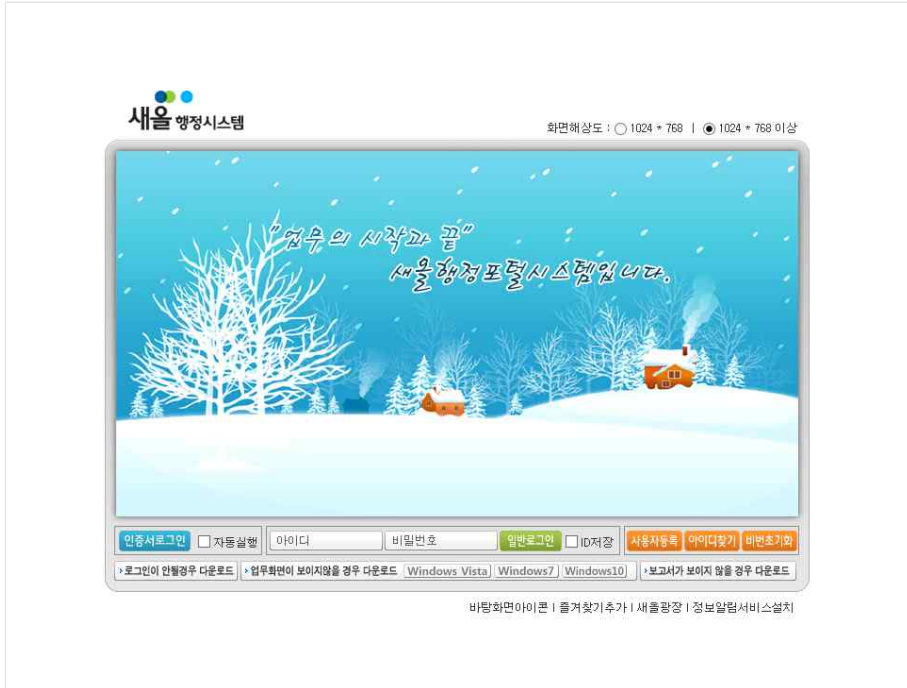 새올 행정시스템
화면해상도 : 1024 * 768 | 1024 * 768 이상
"업무의 시작과 끝"
새올행정포털시스템입니다.
인증서로그인 자동실행 아이디 비밀번호 일반로그인 ID저장 사용자등록 아이디찾기 비번초기화
로그인이 안될경우 다운로드 업무화면이 보이지않을 경우 다운로드 Windows Vista Windows7 Windows10 보고서가 보이지 않을 경우 다운로드
바탕화면아이콘 | 즐겨찾기추가 | 새올광장 | 정보알림서비스설치